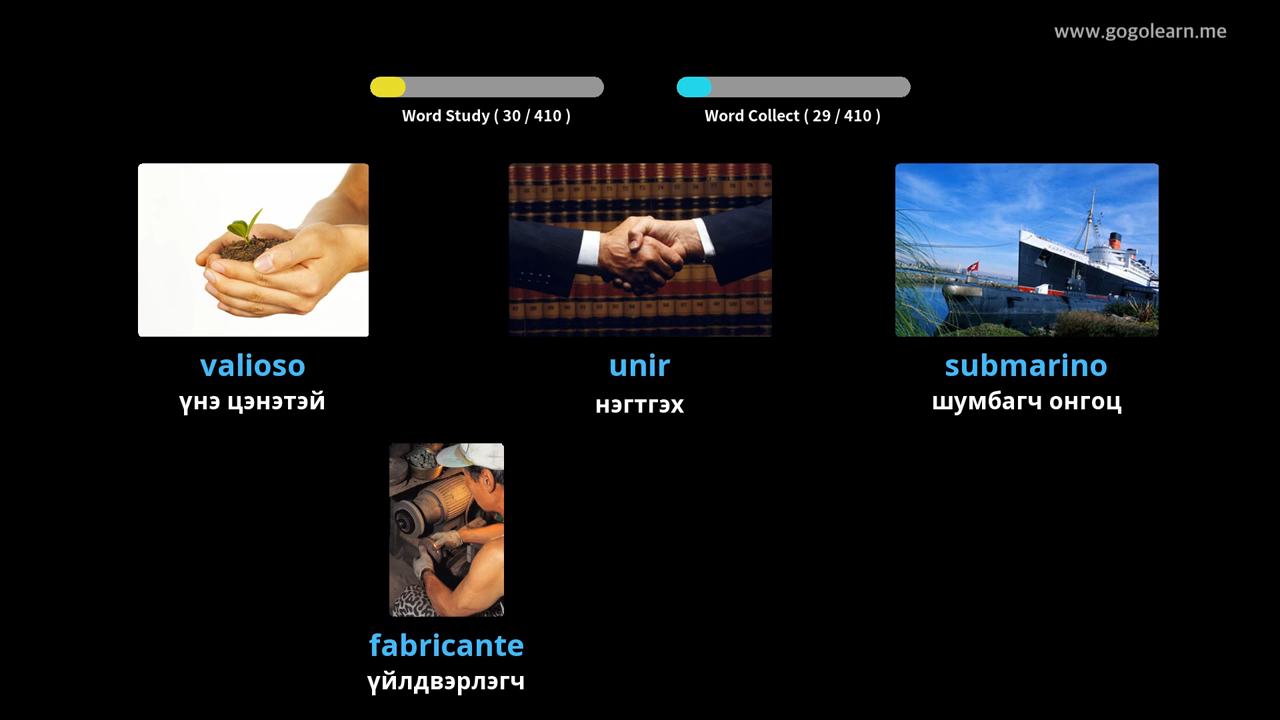 www.gogolearn.me
Word Study ( 30 / 410 )
Word Collect ( 29 / 410 )
valioso
үнэ цэнэтэй
unir
нэгтгэх
submarino
шумбагч онгоц
fabricante
үйлдвэрлэгч